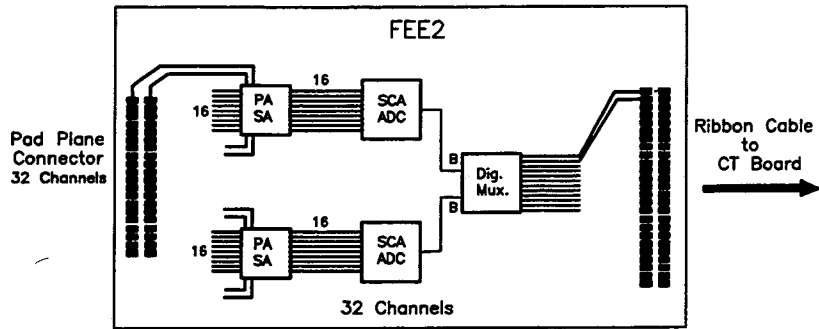 FEE2
16
PA
SA
SCA
ADC
16
Pad Plane
Connector
32 Channels
B
Dig.
Mux.
B
Ribbon Cable
to
CT Board
16
PA
SA
SCA
ADC
16
32 Channels